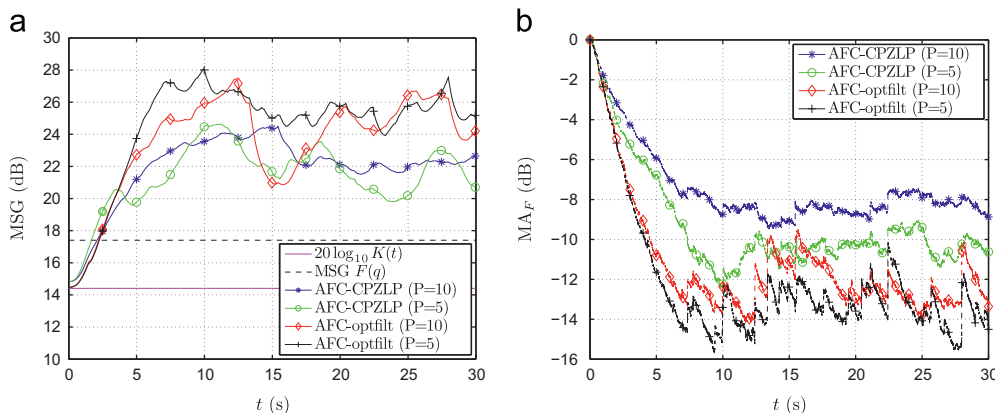 a
MSG (dB)
30
28
26
24
22
20
18
16
14
12
10
0 5 10 15 20 25 30
t (s)
20 log₁₀ K(t)
MSG F(q)
AFC-CPZLP (P=10)
AFC-CPZLP (P=5)
AFC-optfilt (P=10)
AFC-optfilt (P=5)
b
MA_F (dB)
0
−2
−4
−6
−8
−10
−12
−14
−16
0 5 10 15 20 25 30
t (s)
AFC-CPZLP (P=10)
AFC-CPZLP (P=5)
AFC-optfilt (P=10)
AFC-optfilt (P=5)